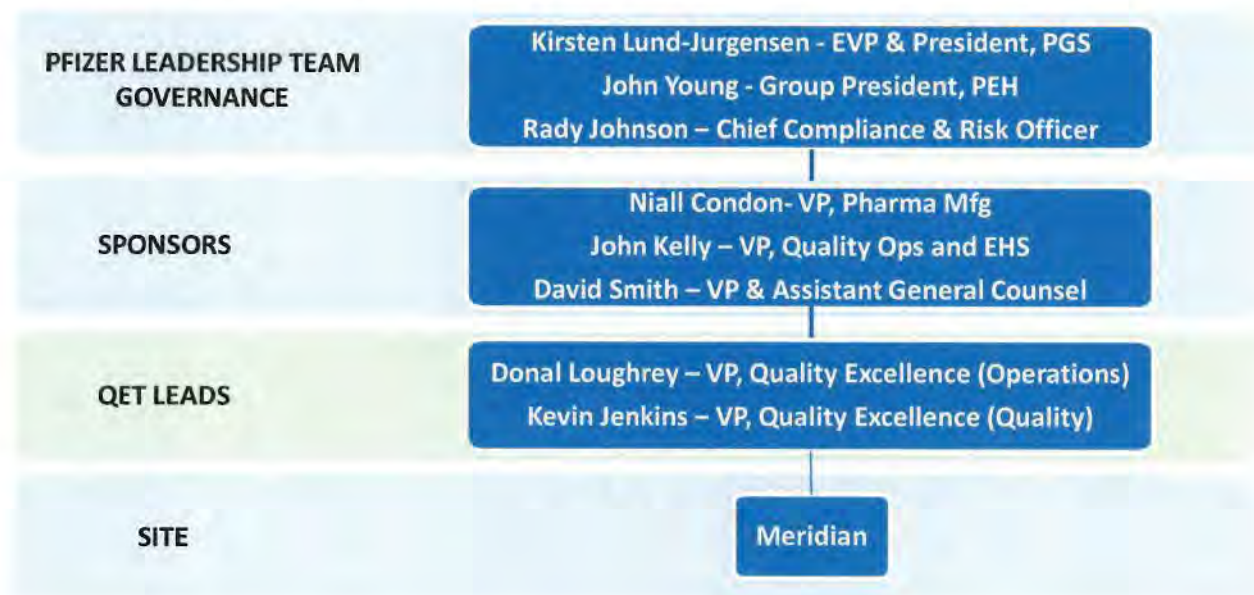 PFIZER LEADERSHIP TEAM
GOVERNANCE
Kirsten Lund-Jurgensen - EVP & President, PGS
John Young - Group President, PEH
Rady Johnson – Chief Compliance & Risk Officer
SPONSORS
Niall Condon- VP, Pharma Mfg
John Kelly – VP, Quality Ops and EHS
David Smith – VP & Assistant General Counsel
QET LEADS
Donal Loughrey – VP, Quality Excellence (Operations)
Kevin Jenkins – VP, Quality Excellence (Quality)
SITE
Meridian